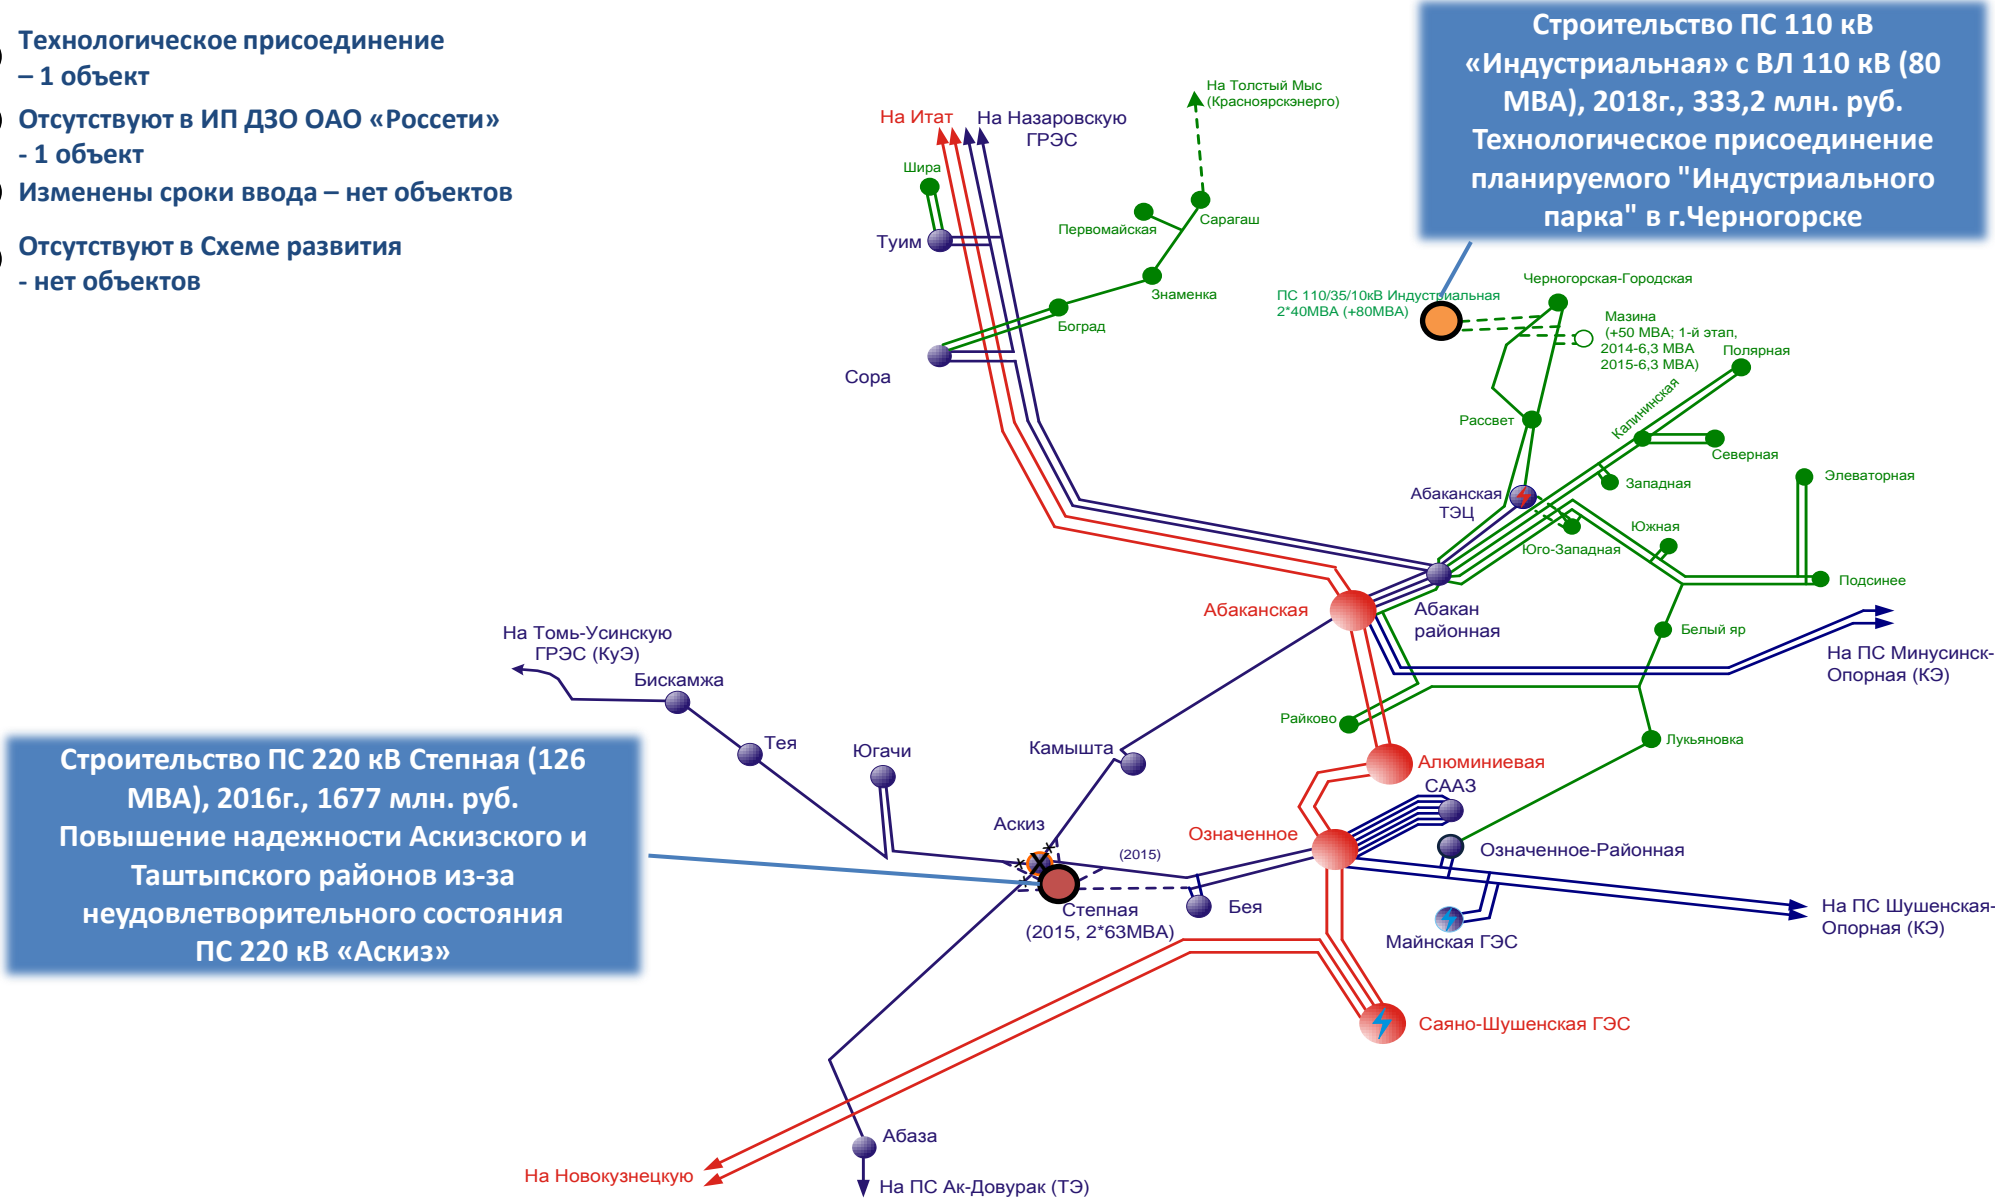 Технологическое присоединение
– 1 объект
Отсутствуют в ИП ДЗО ОАО «Россети»
- 1 объект
Изменены сроки ввода – нет объектов
Отсутствуют в Схеме развития
- нет объектов
Строительство ПС 110 кВ
«Индустриальная» с ВЛ 110 кВ (80
МВА), 2018г., 333,2 млн. руб.
Технологическое присоединение
планируемого "Индустриального
парка" в г.Черногорске
На Толстый Мыс
(Красноярскэнерго)
На Итат
На Назаровскую
ГРЭС
Шира
Туим
Первомайская
Сарагаш
Знаменка
Боград
Сора
ПС 110/35/10кВ Индустриальная
2*40МВА (+80МВА)
Черногорская-Городская
Мазина
(+50 МВА; 1-й этап,
2014-6,3 МВА
2015-6,3 МВА)
Полярная
Калининская
Рассвет
Северная
Западная
Элеваторная
Абаканская
ТЭЦ
Южная
Юго-Западная
Подсинее
Абаканская
Абакан
районная
Белый яр
На ПС Минусинск-
Опорная (КЭ)
На Томь-Усинскую
ГРЭС (КуЭ)
Бискамжа
Тея
Югачи
Камышта
Райково
Лукьяновка
Алюминиевая
СААЗ
Аскиз
Означенное
Означенное-Районная
(2015)
Строительство ПС 220 кВ Степная (126
МВА), 2016г., 1677 млн. руб.
Повышение надежности Аскизского и
Таштыпского районов из-за
неудовлетворительного состояния
ПС 220 кВ «Аскиз»
Степная
(2015, 2*63МВА)
Бея
Майнская ГЭС
На ПС Шушенская-
Опорная (КЭ)
Саяно-Шушенская ГЭС
Абаза
На Новокузнецкую
На ПС Ак-Довурак (ТЭ)